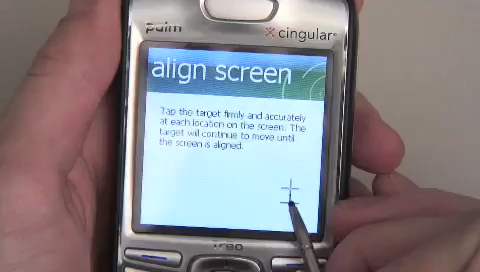 palm cingular
align screen
Tap the target firmly and accurately
at each location on the screen. The
target will continue to move until
the screen is aligned.
Treo